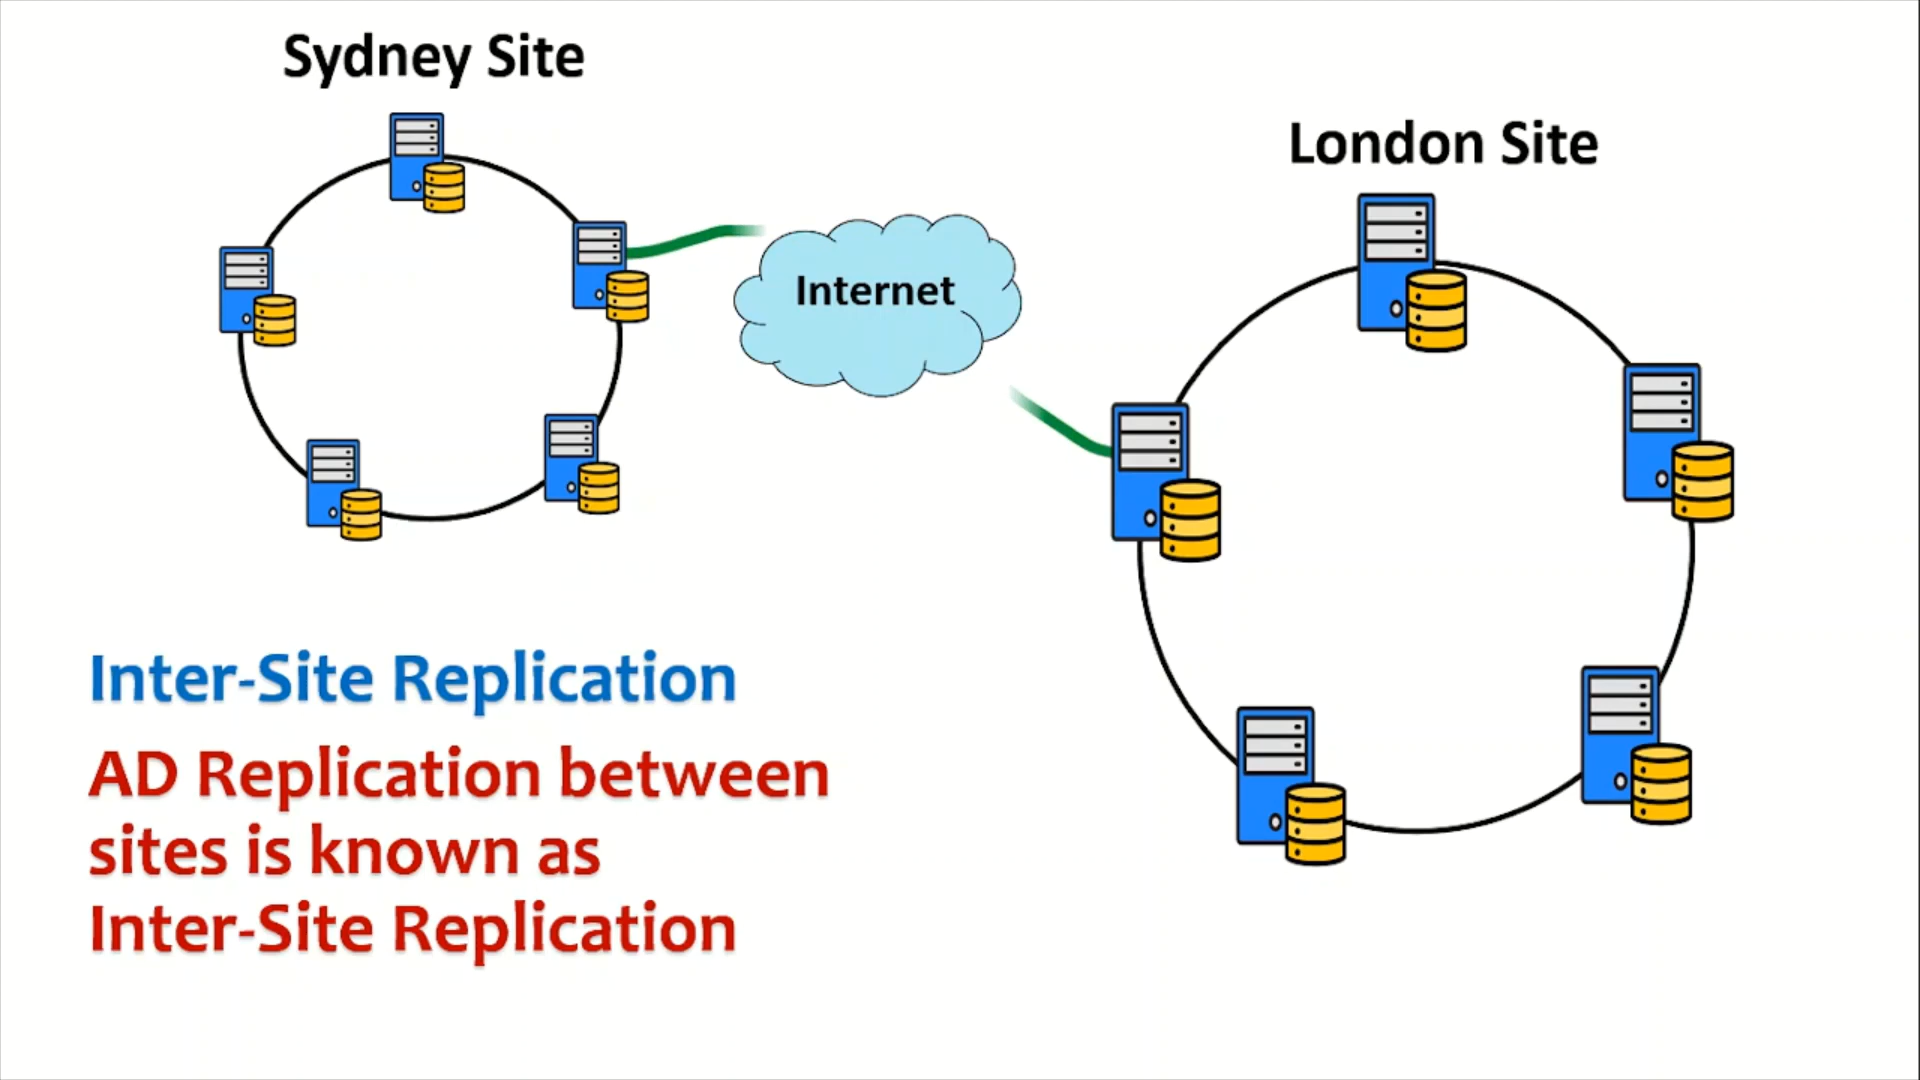 Sydney Site
London Site
Internet
Inter-Site Replication
AD Replication between
sites is known as
Inter-Site Replication